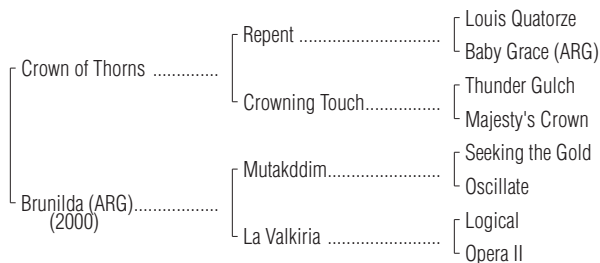 Louis Quatorze
Repent ..................................
Baby Grace (ARG)
Crown of Thorns ..............
Thunder Gulch
Crowning Touch..................
Majesty's Crown
Seeking the Gold
Mutakddim...........................
Oscillate
Brunilda (ARG)..................
(2000)
Logical
La Valkiria ...........................
Opera II